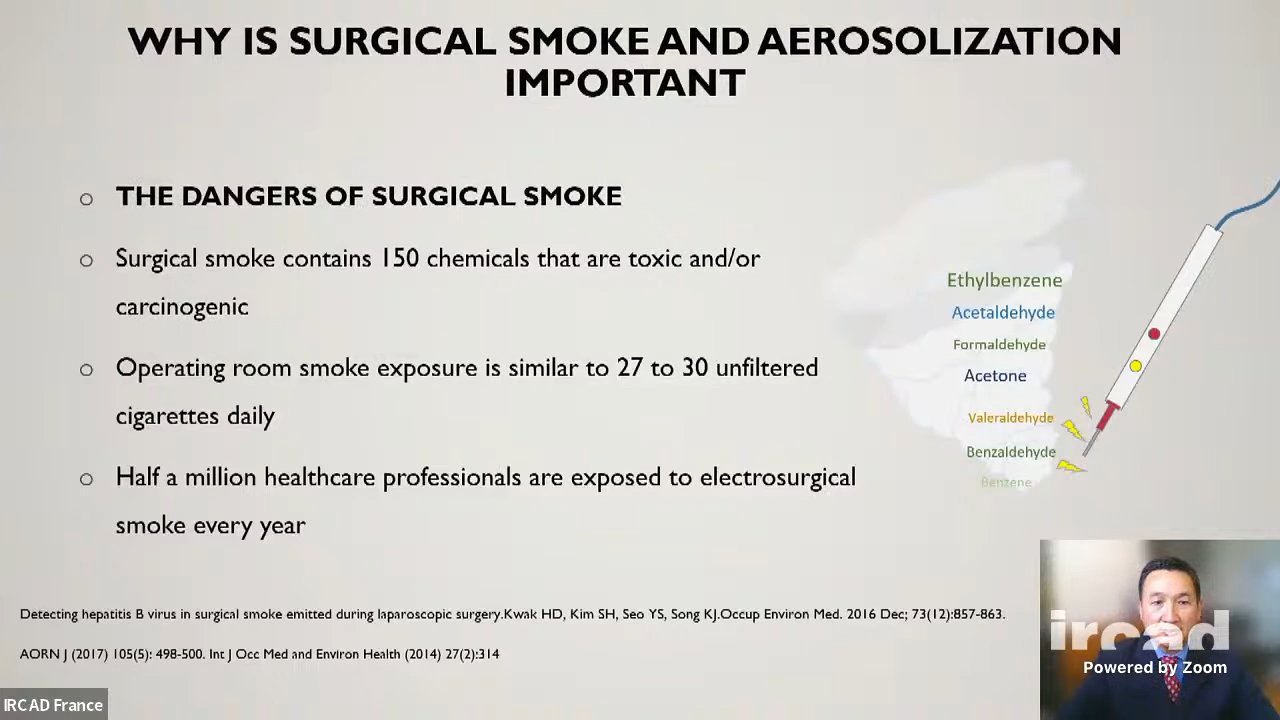 WHY IS SURGICAL SMOKE AND AEROSOLIZATION
IMPORTANT
THE DANGERS OF SURGICAL SMOKE
Surgical smoke contains 150 chemicals that are toxic and/or
carcinogenic
Operating room smoke exposure is similar to 27 to 30 unfiltered
cigarettes daily
Half a million healthcare professionals are exposed to electrosurgical
smoke every year
Ethylbenzene
Acetaldehyde
Formaldehyde
Acetone
Valeraldehyde
Benzaldehyde
Benzene
Detecting hepatitis B virus in surgical smoke emitted during laparoscopic surgery.Kwak HD, Kim SH, Seo YS, Song KJ.Occup Environ Med. 2016 Dec; 73(12):857-863.
AORN J (2017) 105(5): 498-500. Int J Occ Med and Environ Health (2014) 27(2):314
ircad
Powered by Zoom
IRCAD France